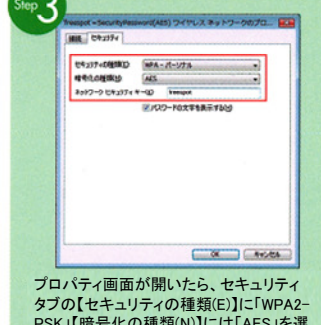 Step 3
freespot - SecurityPassword(AES) ワイヤレス ネットワークのプロ...
接続 セキュリティ
セキュリティの種類(E) WPA - パーソナル
暗号化の種類(N) AES
ネットワーク セキュリティ キー(K) freespot
パスワードの文字を表示する(H)
OK キャンセル
プロパティ画面が開いたら、セキュリティ
タブの【セキュリティの種類(E)】に「WPA2-
PSK」【暗号化の種類(N)】には「AES」を選